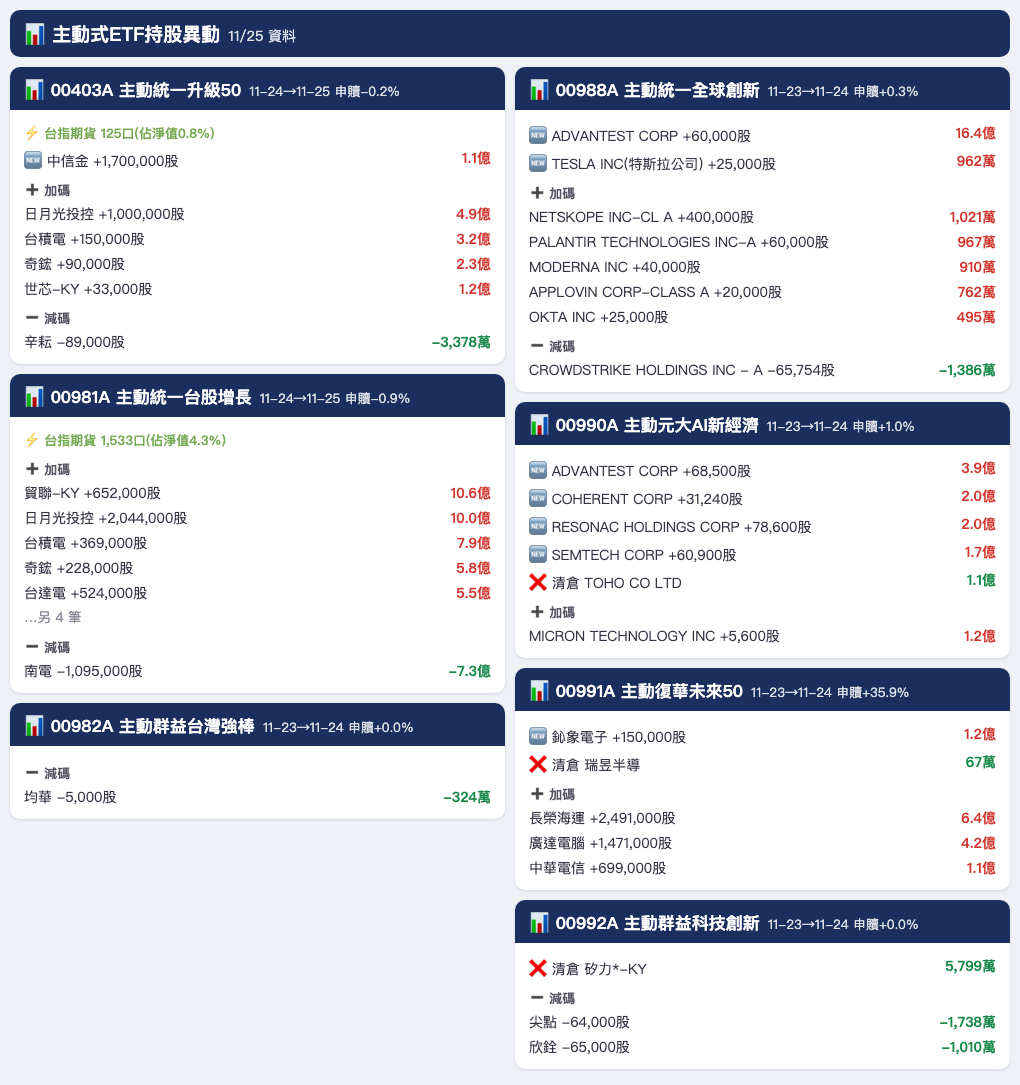 主動式ETF持股異動 11/25 資料
00403A 主動統一升級50 11-24→11-25 申贖-0.2%
台指期貨 125口(佔淨值0.8%)
NEW 中信金 +1,700,000股 1.1億
加碼
日月光投控 +1,000,000股 4.9億
台積電 +150,000股 3.2億
奇鋐 +90,000股 2.3億
世芯-KY +33,000股 1.2億
減碼
辛耘 -89,000股 -3,378萬
00981A 主動統一台股增長 11-24→11-25 申贖-0.9%
台指期貨 1,533口(佔淨值4.3%)
加碼
貿聯-KY +652,000股 10.6億
日月光投控 +2,044,000股 10.0億
台積電 +369,000股 7.9億
奇鋐 +228,000股 5.8億
台達電 +524,000股 5.5億
...另 4 筆
減碼
南電 -1,095,000股 -7.3億
00982A 主動群益台灣強棒 11-23→11-24 申贖+0.0%
減碼
均華 -5,000股 -324萬
00988A 主動統一全球創新 11-23→11-24 申贖+0.3%
NEW ADVANTEST CORP +60,000股 16.4億
NEW TESLA INC(特斯拉公司) +25,000股 962萬
加碼
NETSKOPE INC-CL A +400,000股 1,021萬
PALANTIR TECHNOLOGIES INC-A +60,000股 967萬
MODERNA INC +40,000股 910萬
APPLOVIN CORP-CLASS A +20,000股 762萬
OKTA INC +25,000股 495萬
減碼
CROWDSTRIKE HOLDINGS INC - A -65,754股 -1,386萬
00990A 主動元大AI新經濟 11-23→11-24 申贖+1.0%
NEW ADVANTEST CORP +68,500股 3.9億
NEW COHERENT CORP +31,240股 2.0億
NEW RESONAC HOLDINGS CORP +78,600股 2.0億
NEW SEMTECH CORP +60,900股 1.7億
清倉 TOHO CO LTD 1.1億
加碼
MICRON TECHNOLOGY INC +5,600股 1.2億
00991A 主動復華未來50 11-23→11-24 申贖+35.9%
NEW 鈊象電子 +150,000股 1.2億
清倉 瑞昱半導 67萬
加碼
長榮海運 +2,491,000股 6.4億
廣達電腦 +1,471,000股 4.2億
中華電信 +699,000股 1.1億
00992A 主動群益科技創新 11-23→11-24 申贖+0.0%
清倉 矽力*-KY 5,799萬
減碼
尖點 -64,000股 -1,738萬
欣銓 -65,000股 -1,010萬